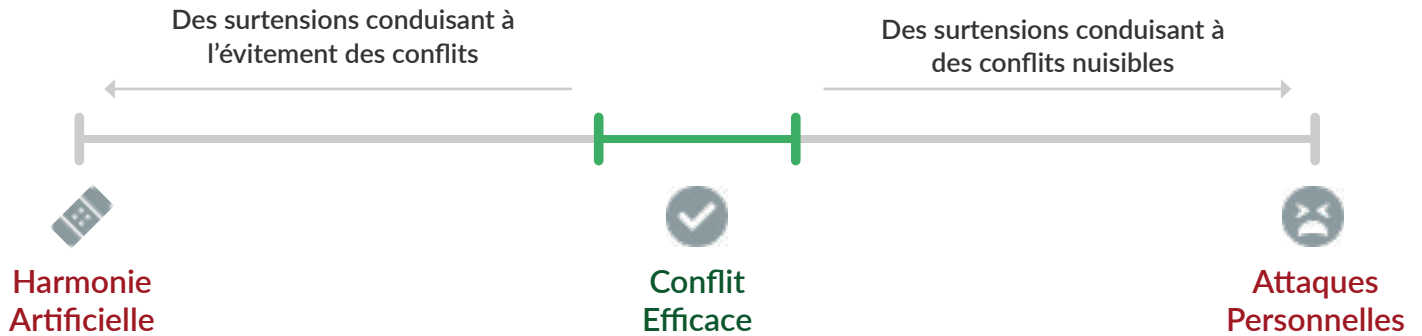 Des surtensions conduisant à
l’évitement des conflits
Des surtensions conduisant à
des conflits nuisibles
Harmonie
Artificielle
Conflit
Efficace
Attaques
Personnelles